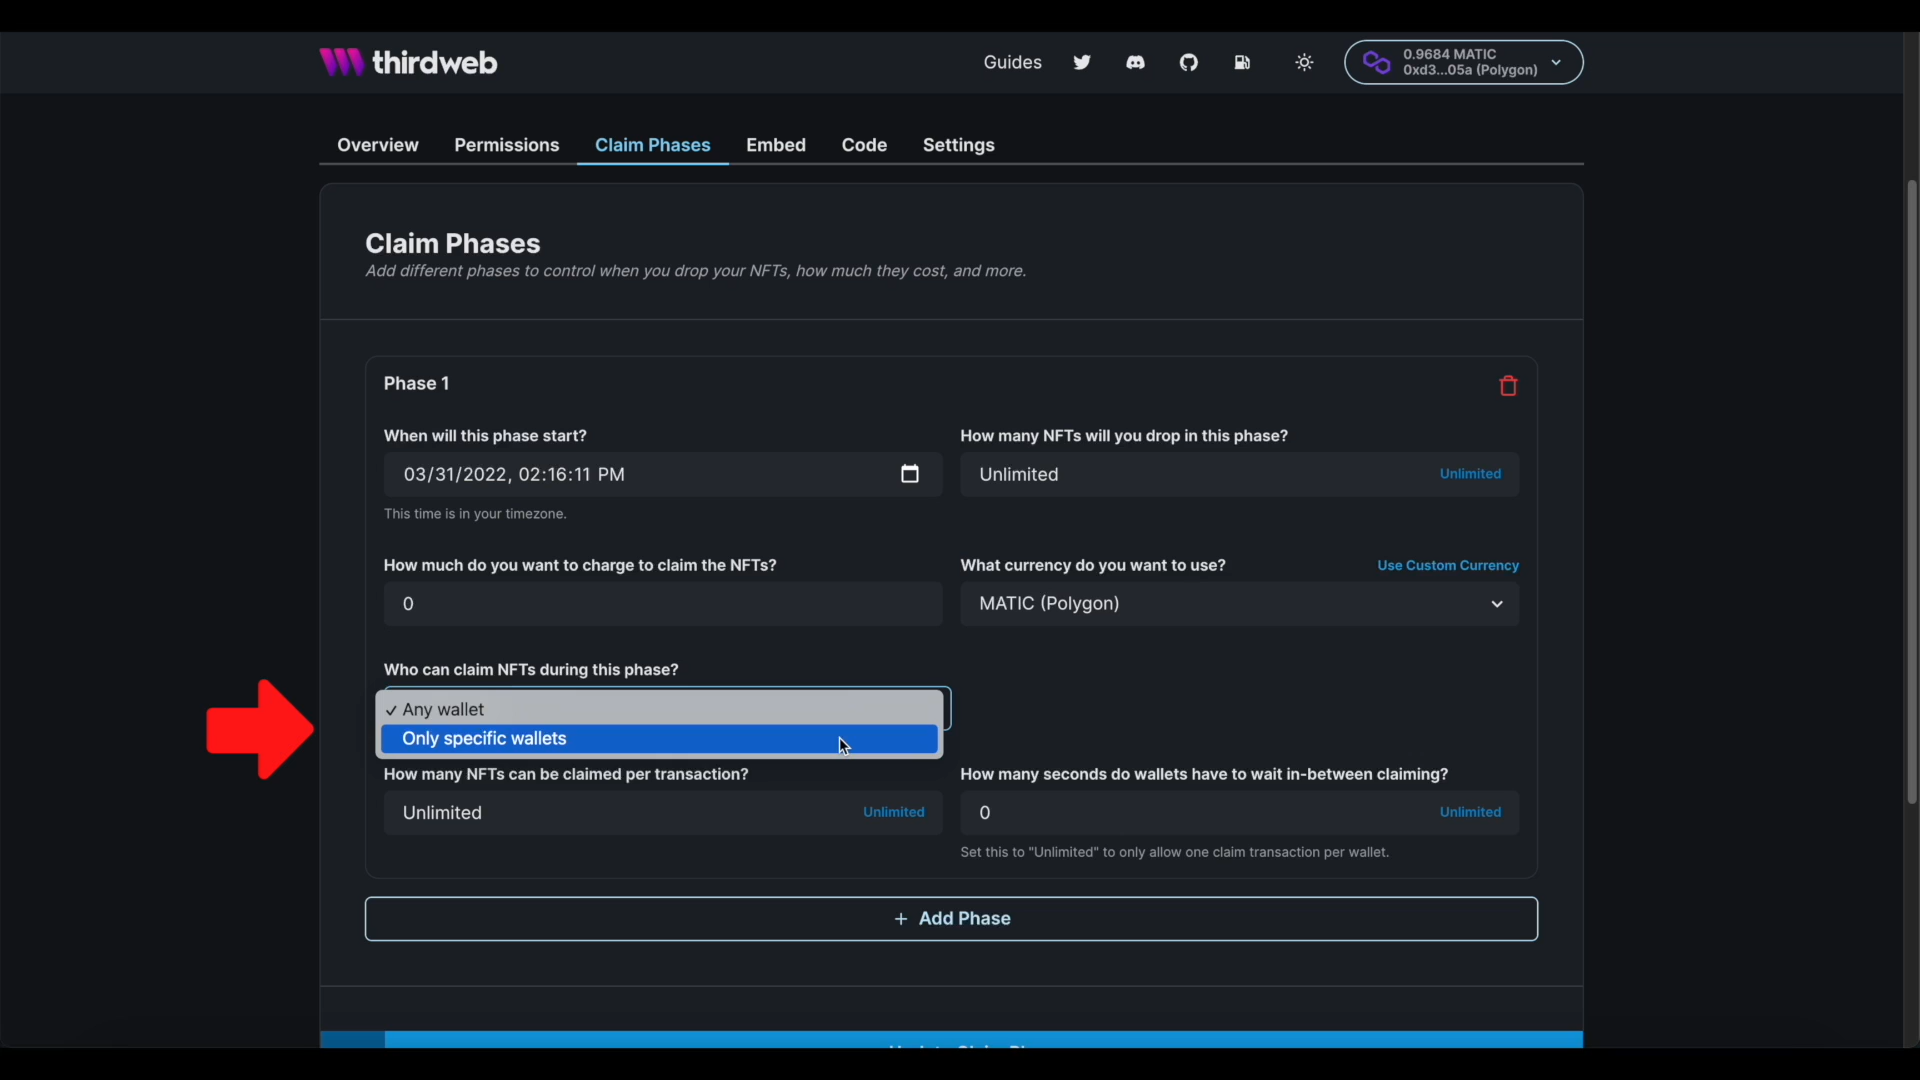 thirdweb
Guides
0.9684 MATIC
0xd3...05a (Polygon)
Overview Permissions Claim Phases Embed Code Settings
Claim Phases
Add different phases to control when you drop your NFTs, how much they cost, and more.
Phase 1
When will this phase start? How many NFTs will you drop in this phase?
03/31/2022, 02:16:11 PM Unlimited Unlimited
This time is in your timezone.
How much do you want to charge to claim the NFTs? What currency do you want to use? Use Custom Currency
0 MATIC (Polygon)
Who can claim NFTs during this phase?
✓ Any wallet
Only specific wallets
How many NFTs can be claimed per transaction? How many seconds do wallets have to wait in-between claiming?
Unlimited Unlimited 0 Unlimited
Set this to "Unlimited" to only allow one claim transaction per wallet.
+ Add Phase